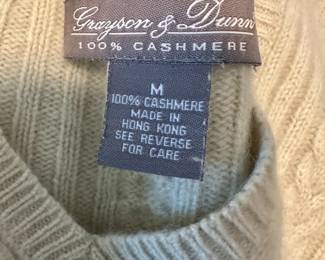 Grayson & Dunn
100% CASHMERE
M
100% CASHMERE
MADE IN
HONG KONG
SEE REVERSE
FOR CARE